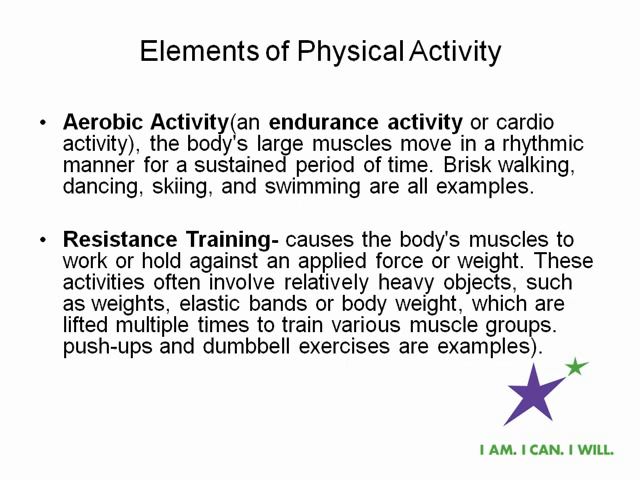 Elements of Physical Activity
• Aerobic Activity(an endurance activity or cardio
activity), the body's large muscles move in a rhythmic
manner for a sustained period of time. Brisk walking,
dancing, skiing, and swimming are all examples.
• Resistance Training- causes the body's muscles to
work or hold against an applied force or weight. These
activities often involve relatively heavy objects, such
as weights, elastic bands or body weight, which are
lifted multiple times to train various muscle groups.
push-ups and dumbbell exercises are examples).
I AM. I CAN. I WILL.